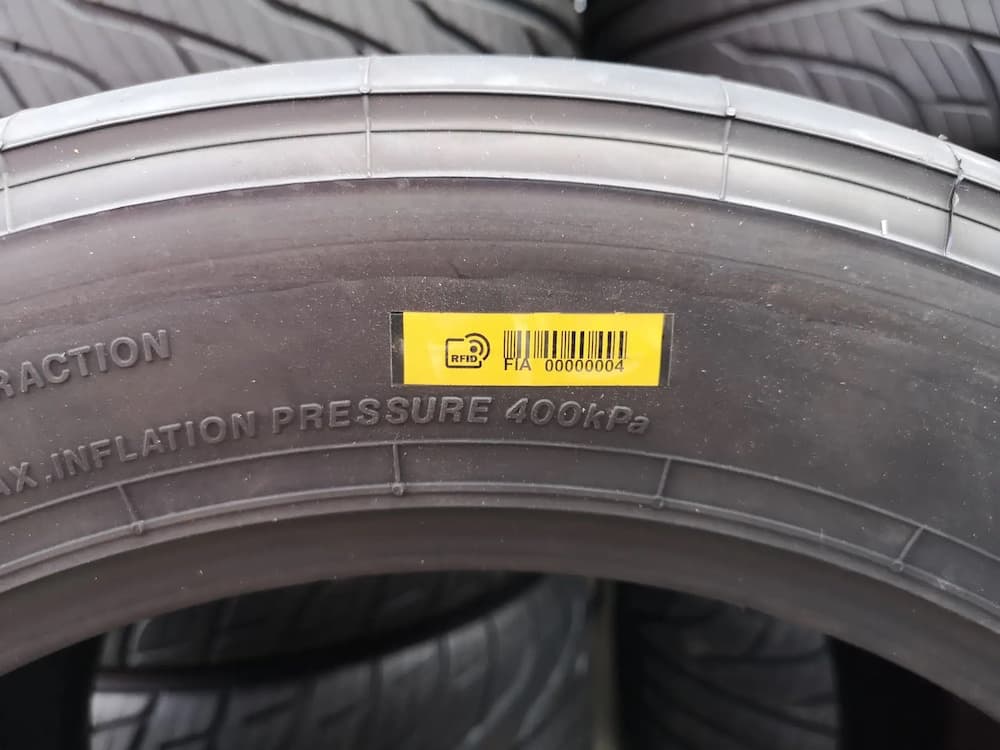 RACTION
RFID
FIA 00000004
AX.INFLATION PRESSURE 400kPa